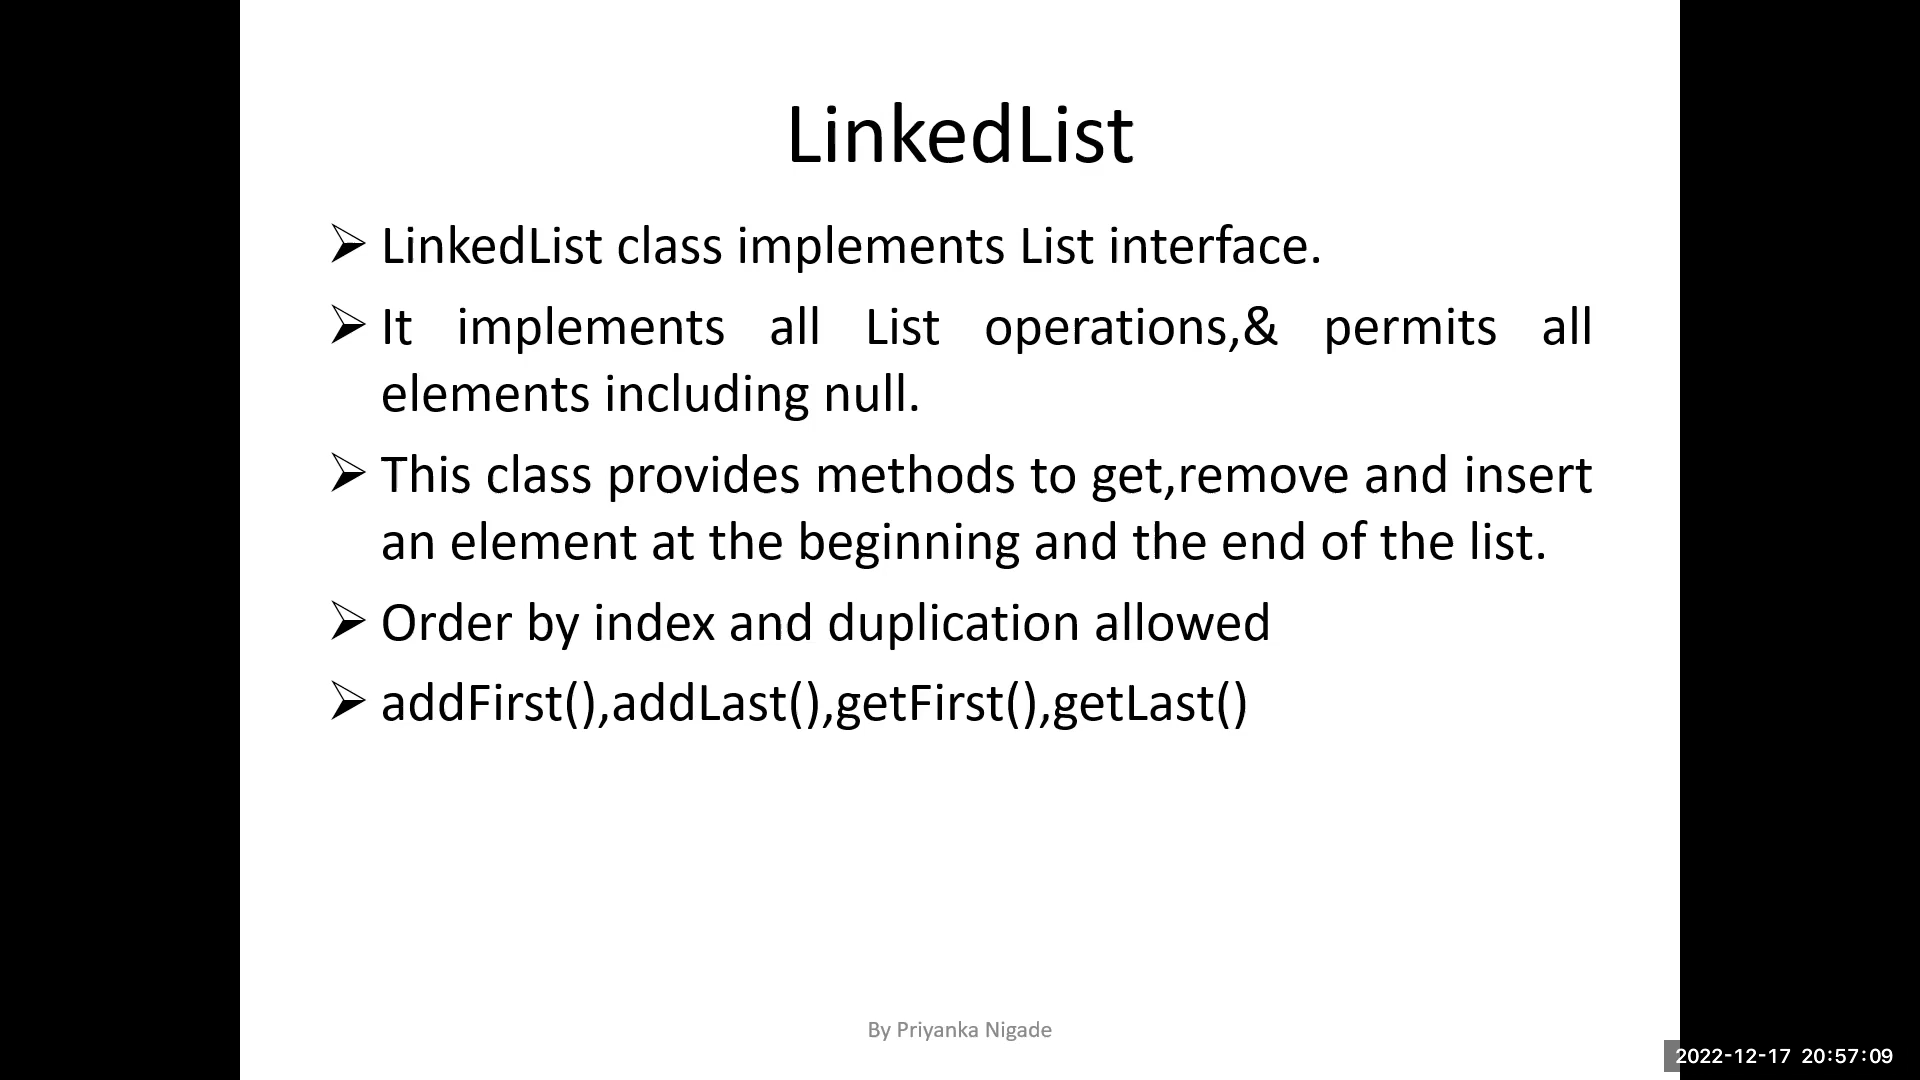 LinkedList
➢ LinkedList class implements List interface.
➢ It implements all List operations,& permits all
elements including null.
➢ This class provides methods to get,remove and insert
an element at the beginning and the end of the list.
➢ Order by index and duplication allowed
➢ addFirst(),addLast(),getFirst(),getLast()
By Priyanka Nigade
2022-12-17 20:57:09